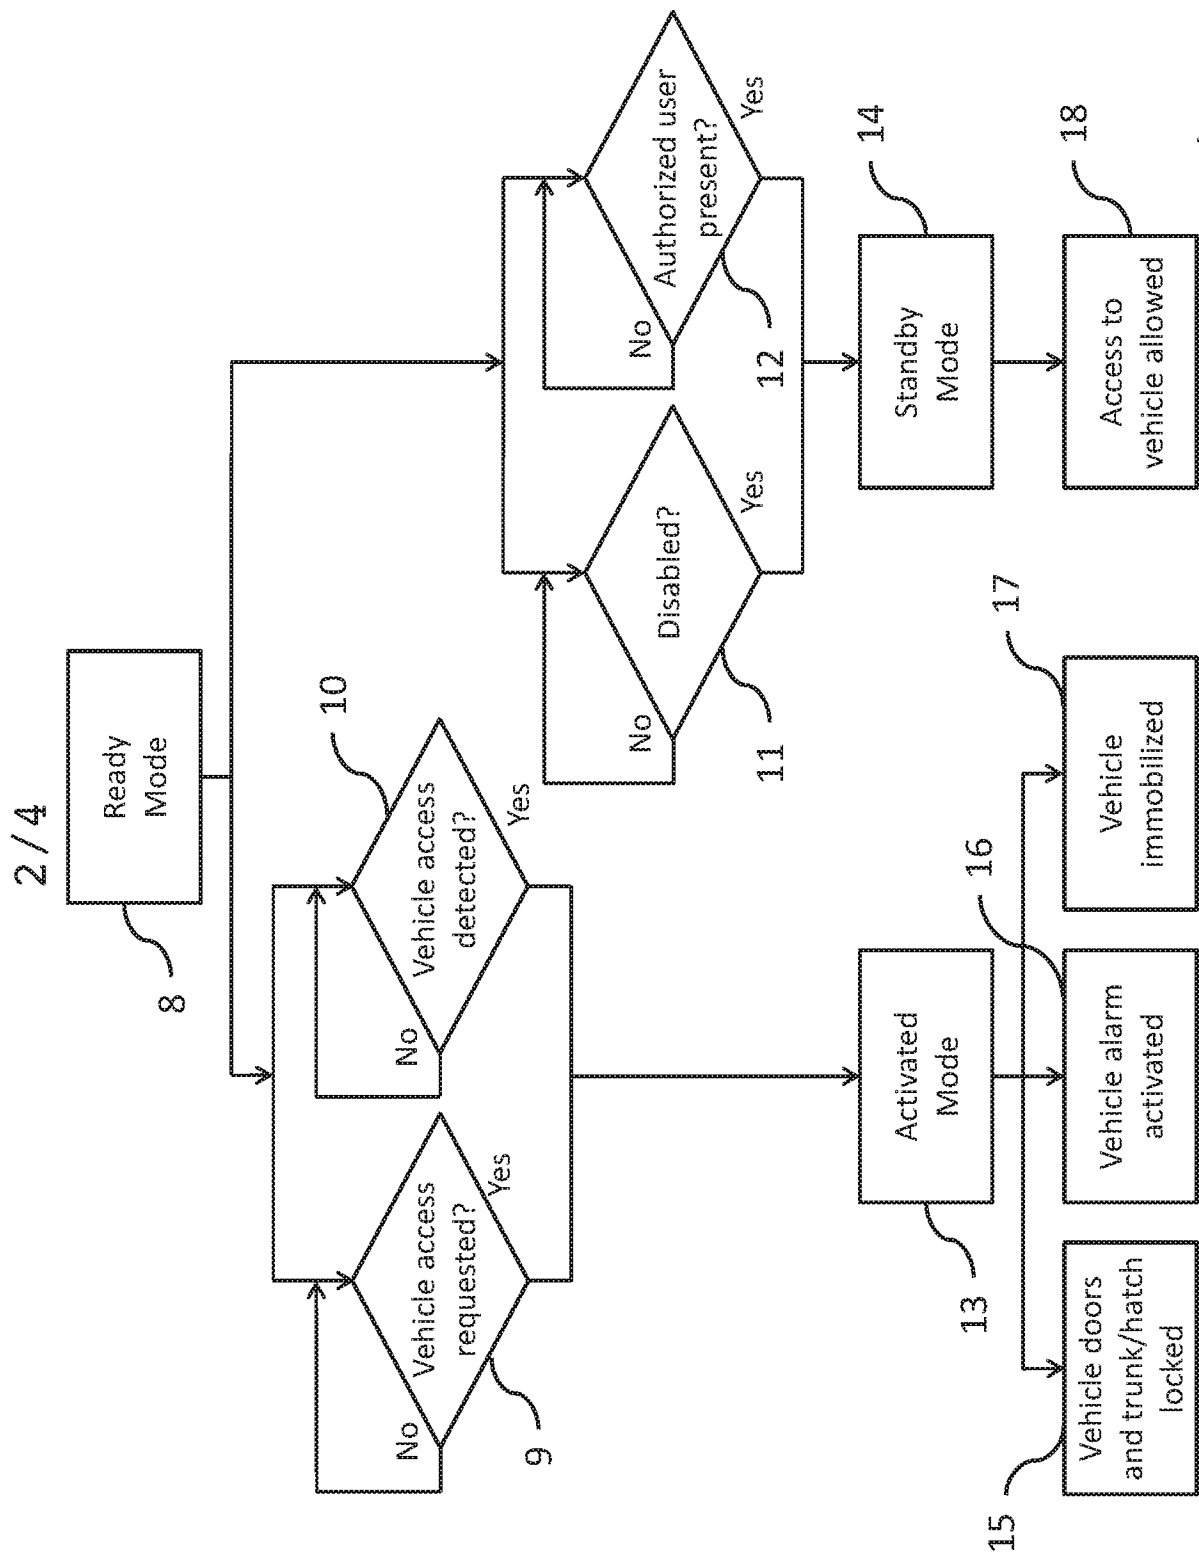 2/4
Ready
Mode
8
Vehicle access
requested?
No
Yes
9
Vehicle access
detected?
No
Yes
10
Disabled?
No
Yes
11
Authorized user
present?
No
Yes
12
Activated
Mode
13
Standby
Mode
14
Vehicle doors
and trunk/hatch
locked
15
Vehicle alarm
activated
16
Vehicle
immobilized
17
Access to
vehicle allowed
18